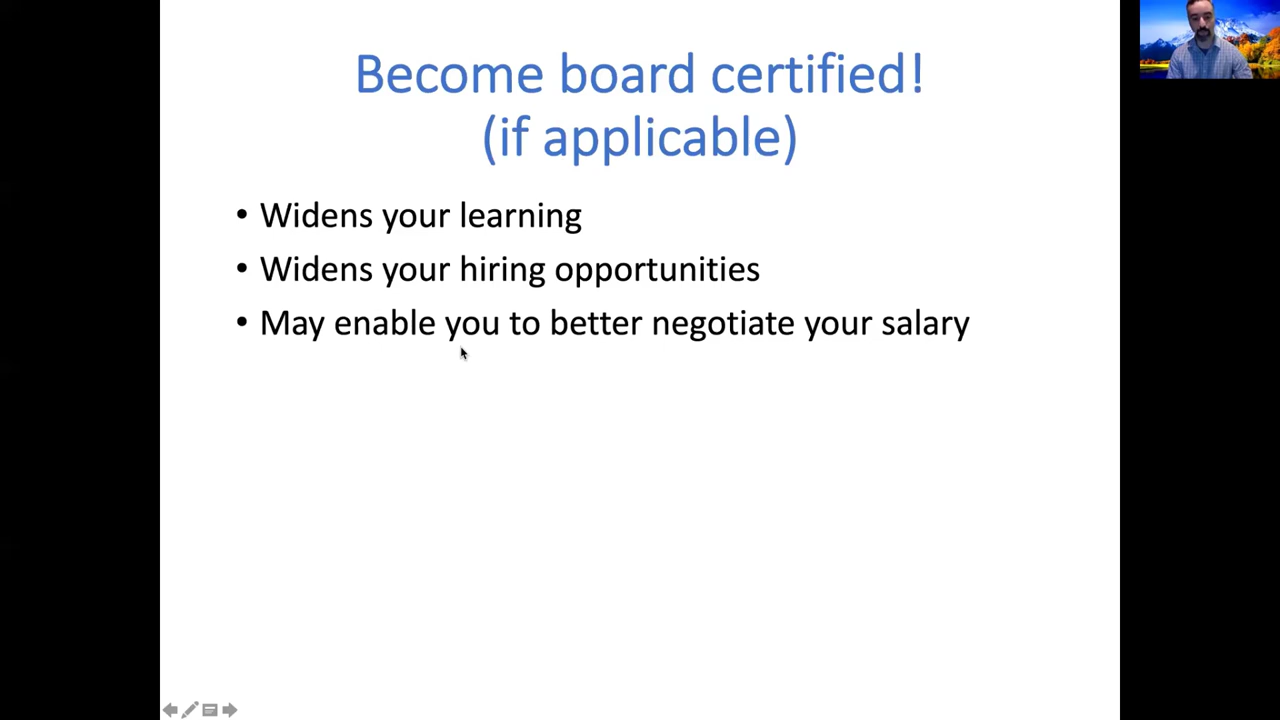 Become board certified!
(if applicable)
• Widens your learning
• Widens your hiring opportunities
• May enable you to better negotiate your salary